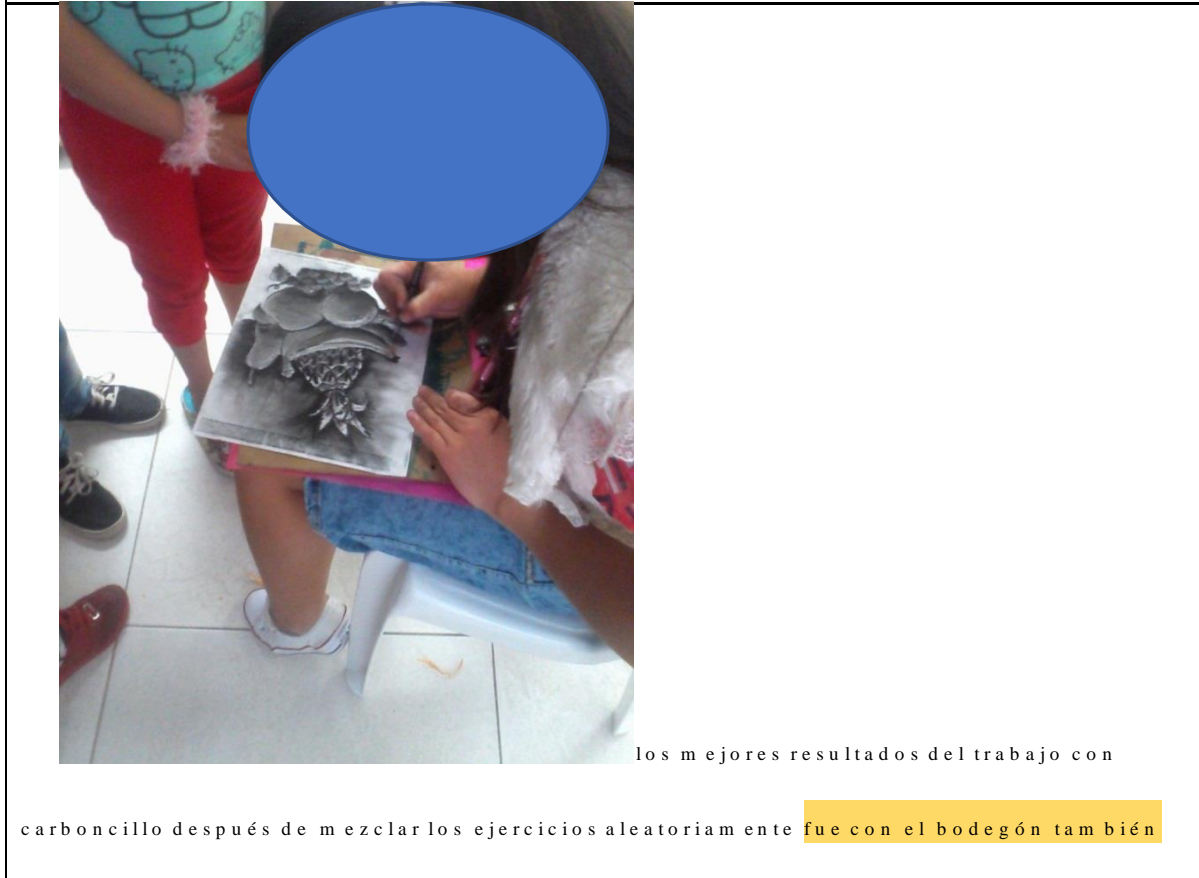 los mejores resultados del trabajo con
carboncillo después de mezclar los ejercicios aleatoriamente fue con el bodegón también